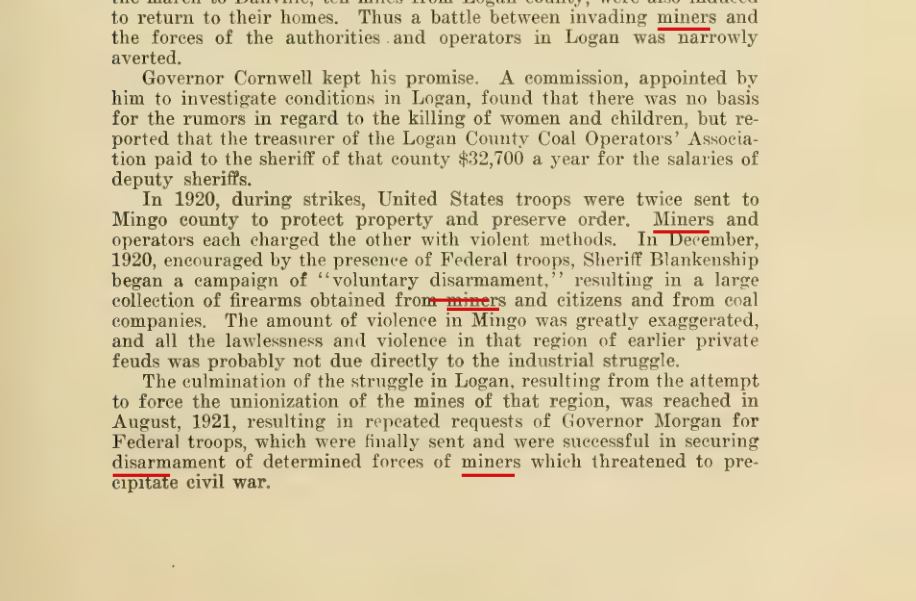 the march to Danville, ten miles from Logan county, were also induced
to return to their homes. Thus a battle between invading miners and
the forces of the authorities and operators in Logan was narrowly
averted.
Governor Cornwell kept his promise. A commission, appointed by
him to investigate conditions in Logan, found that there was no basis
for the rumors in regard to the killing of women and children, but re-
ported that the treasurer of the Logan County Coal Operators' Associa-
tion paid to the sheriff of that county $32,700 a year for the salaries of
deputy sheriffs.
In 1920, during strikes, United States troops were twice sent to
Mingo county to protect property and preserve order. Miners and
operators each charged the other with violent methods. In December,
1920, encouraged by the presence of Federal troops, Sheriff Blankenship
began a campaign of "voluntary disarmament," resulting in a large
collection of firearms obtained from miners and citizens and from coal
companies. The amount of violence in Mingo was greatly exaggerated,
and all the lawlessness and violence in that region of earlier private
feuds was probably not due directly to the industrial struggle.
The culmination of the struggle in Logan, resulting from the attempt
to force the unionization of the mines of that region, was reached in
August, 1921, resulting in repeated requests of Governor Morgan for
Federal troops, which were finally sent and were successful in securing
disarmament of determined forces of miners which threatened to pre-
cipitate civil war.